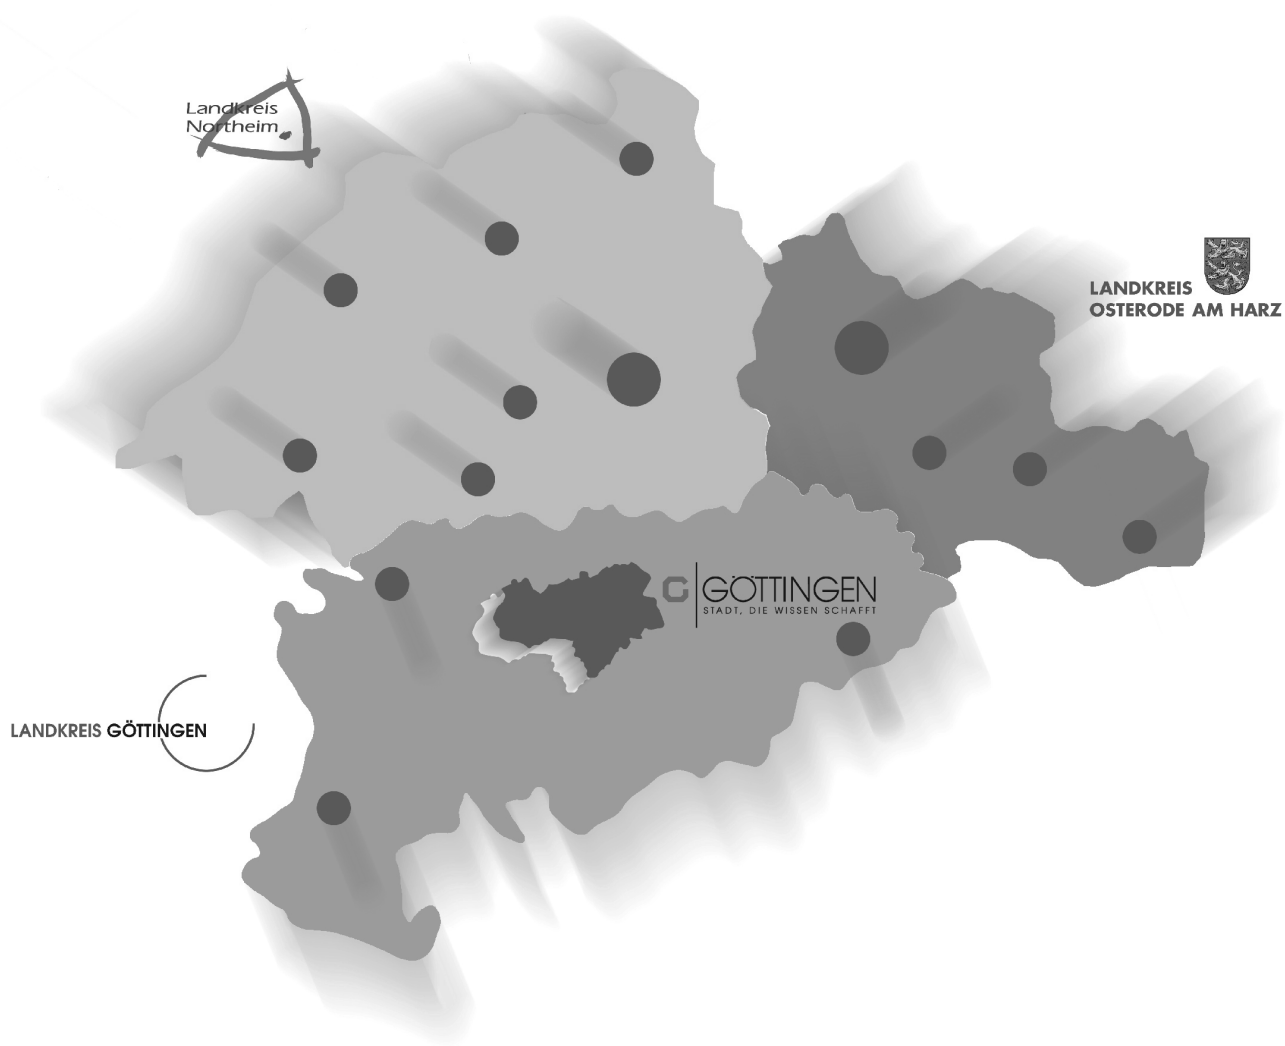 Landkreis
Northeim
LANDKREIS
OSTERODE AM HARZ
G GÖTTINGEN
STADT, DIE WISSEN SCHAFFT
LANDKREIS GÖTTINGEN